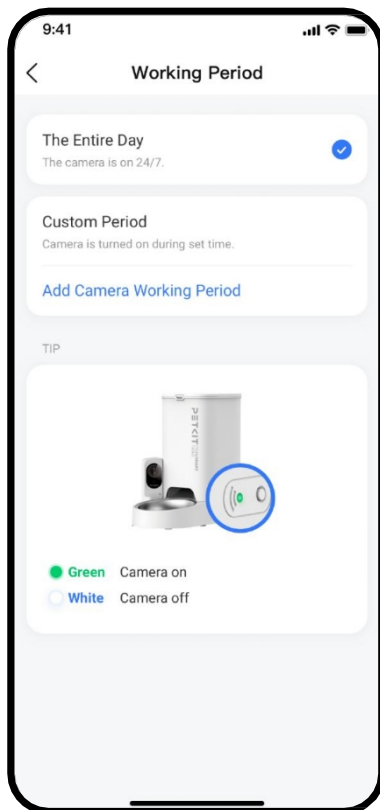 9:41
Working Period
The Entire Day
The camera is on 24/7.
Custom Period
Camera is turned on during set time.
Add Camera Working Period
TIP
PETKIT
Green Camera on
White Camera off